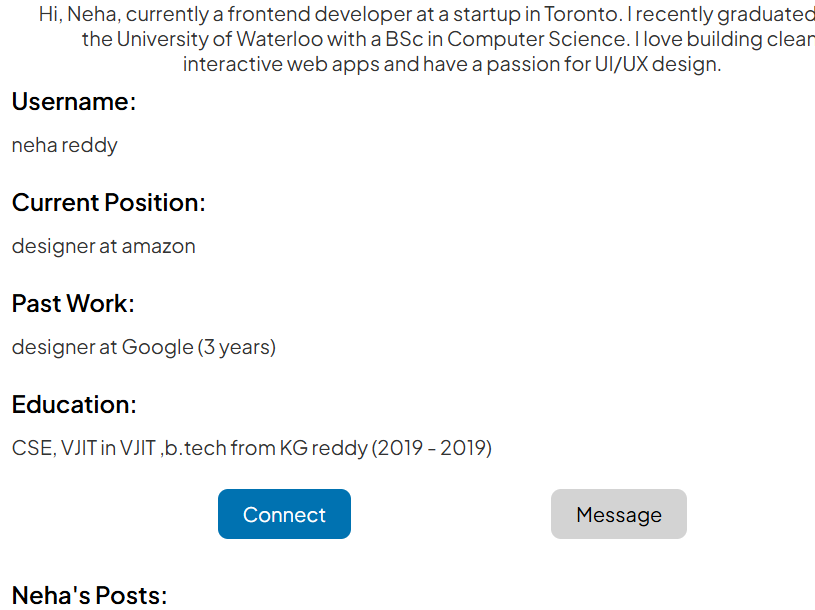 Hi, Neha, currently a frontend developer at a startup in Toronto. I recently graduated
the University of Waterloo with a BSc in Computer Science. I love building clean
interactive web apps and have a passion for UI/UX design.
Username:
neha reddy
Current Position:
designer at amazon
Past Work:
designer at Google (3 years)
Education:
CSE, VJIT in VJIT ,b.tech from KG reddy (2019 - 2019)
Connect
Message
Neha's Posts: